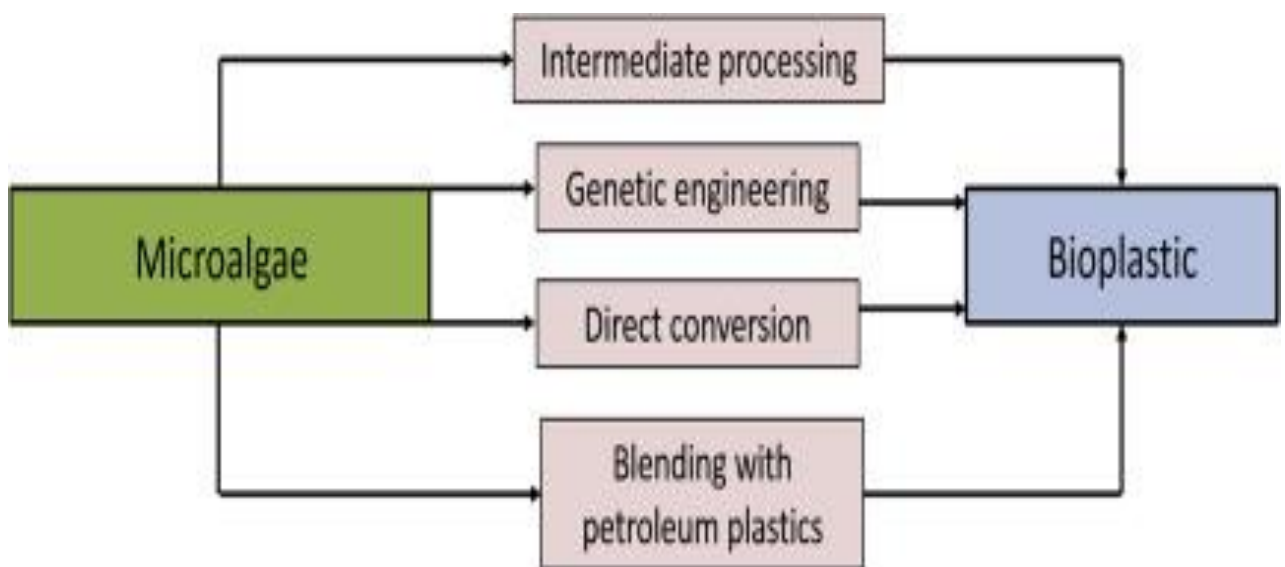 Intermediate processing
Genetic engineering
Microalgae
Bioplastic
Direct conversion
Blending with
petroleum plastics